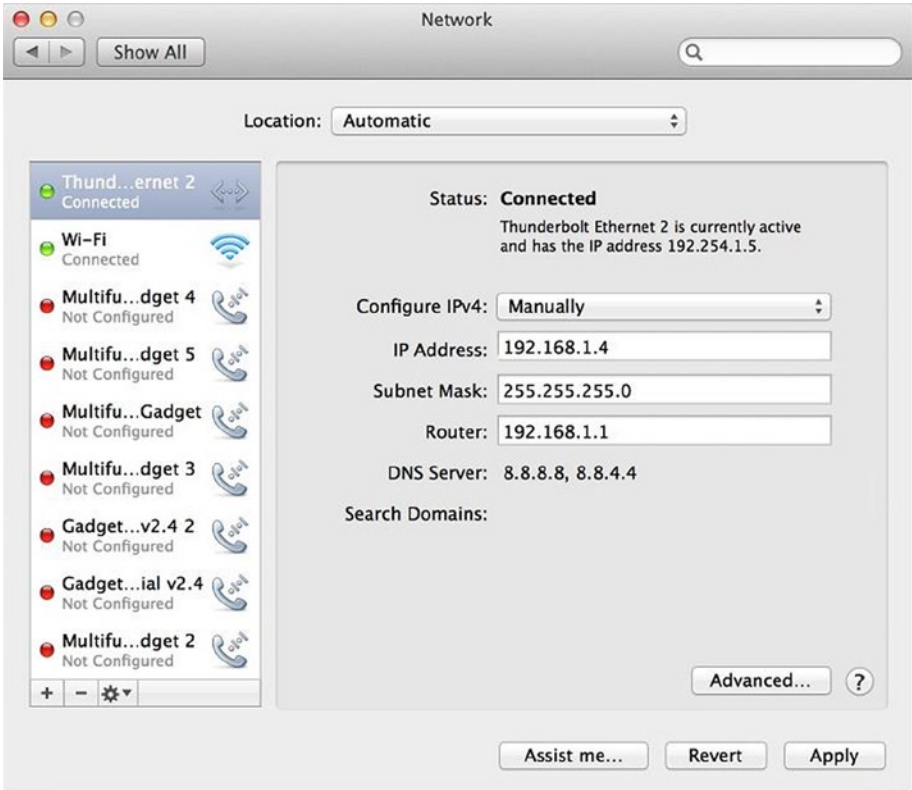 Network
Show All
Location: Automatic
Thund...ernet 2
Connected
Wi-Fi
Connected
Multifu...dget 4
Not Configured
Multifu...dget 5
Not Configured
Multifu...Gadget
Not Configured
Multifu...dget 3
Not Configured
Gadget...v2.4 2
Not Configured
Gadget...ial v2.4
Not Configured
Multifu...dget 2
Not Configured
Status: Connected
Thunderbolt Ethernet 2 is currently active
and has the IP address 192.254.1.5.
Configure IPv4: Manually
IP Address: 192.168.1.4
Subnet Mask: 255.255.255.0
Router: 192.168.1.1
DNS Server: 8.8.8.8, 8.8.4.4
Search Domains:
Advanced... ?
Assist me... Revert Apply